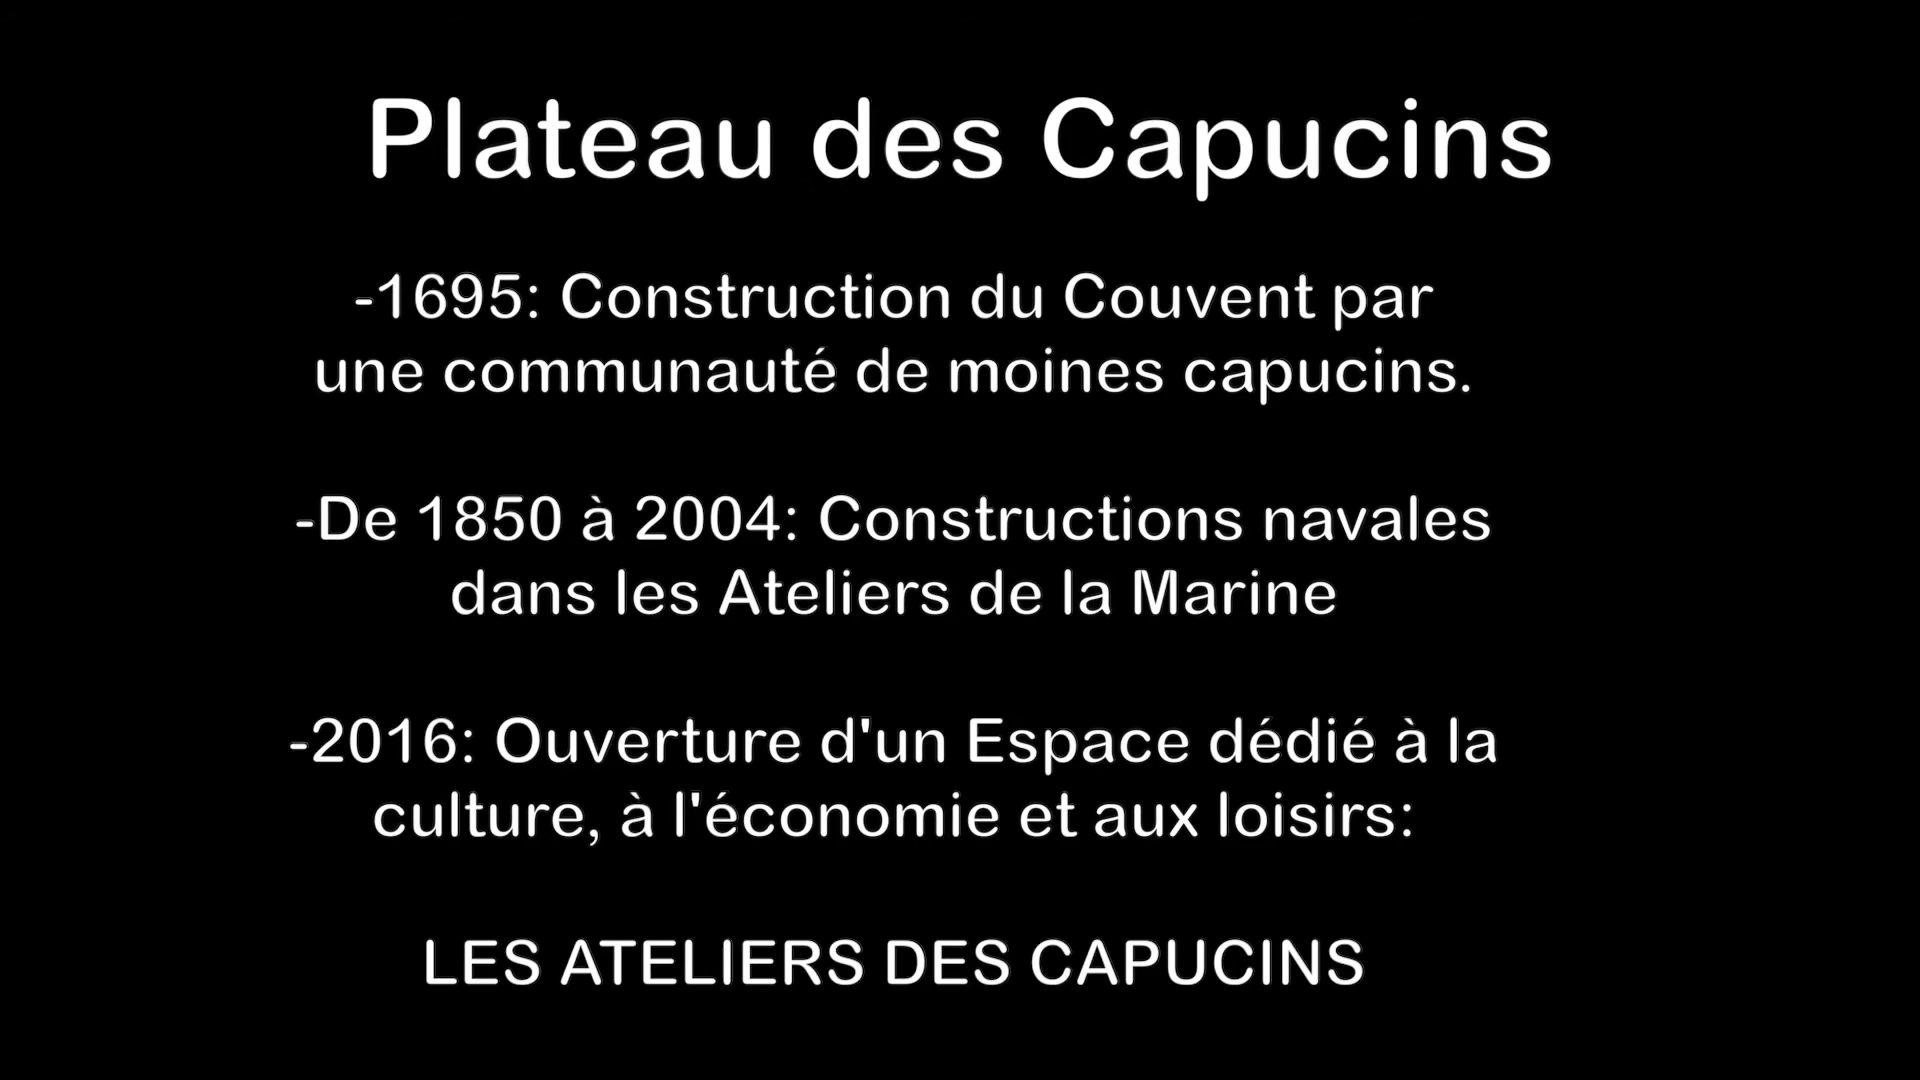 Plateau des Capucins
-1695: Construction du Couvent par
une communauté de moines capucins.
-De 1850 à 2004: Constructions navales
dans les Ateliers de la Marine
-2016: Ouverture d'un Espace dédié à la
culture, à l'économie et aux loisirs:
LES ATELIERS DES CAPUCINS